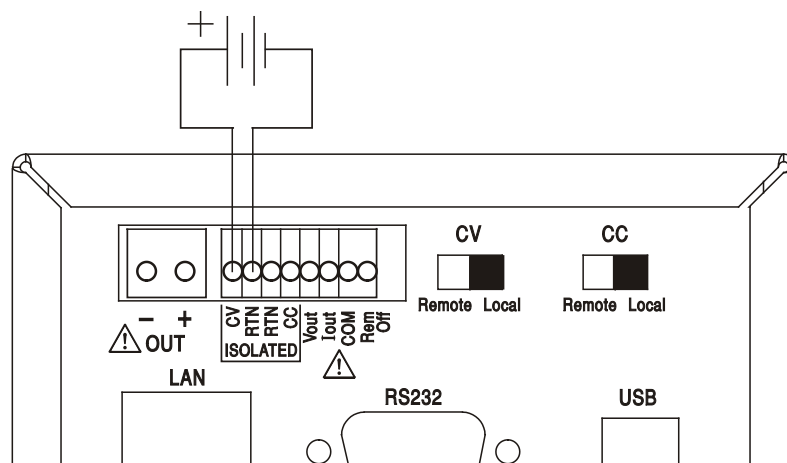 +
CV CC
Remote Local Remote Local
− +
CV
RTN
RTN
CC
Vout
Iout
COM
Rem
Off
! OUT
ISOLATED
!
LAN
RS232
USB